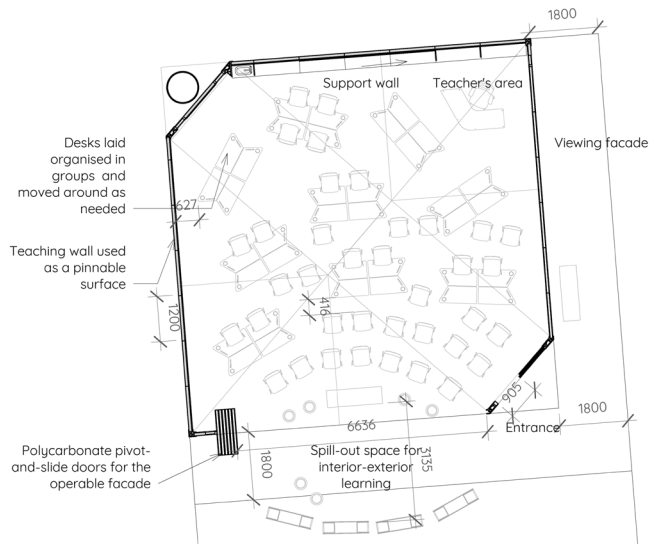 1800
Support wall
Teacher's area
Viewing facade
Desks laid
organised in
groups and
moved around as
needed
627
Teaching wall used
as a pinnable
surface
1200
416
905
1800
Entrance
6636
Polycarbonate pivot-
and-slide doors for the
operable facade
1800
Spill-out space for
interior-exterior
learning
3135